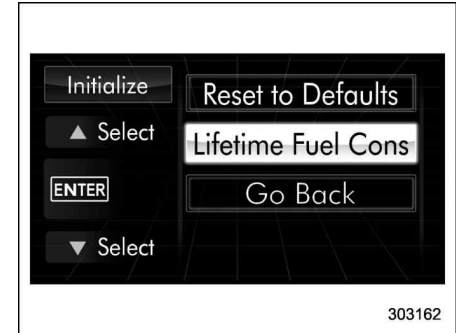 Initialize
▲ Select
ENTER
▼ Select
Reset to Defaults
Lifetime Fuel Cons
Go Back
303162